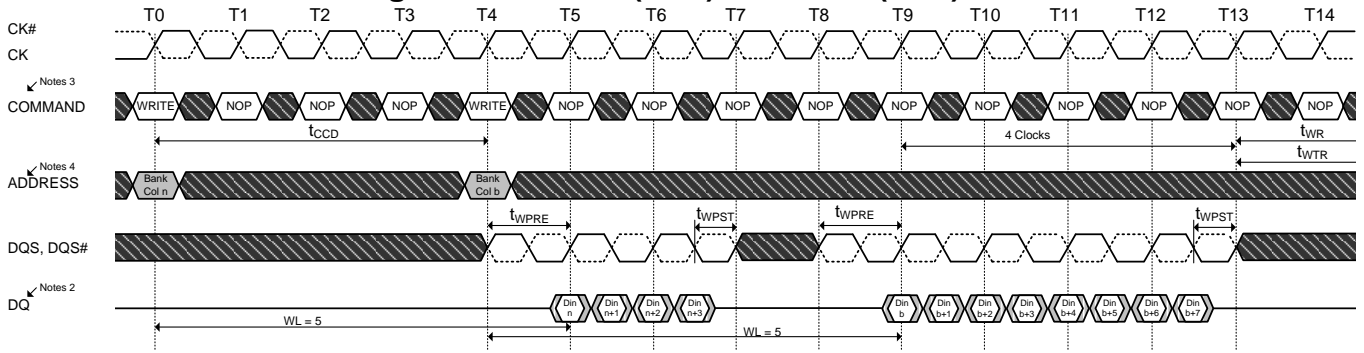 T0 T1 T2 T3 T4 T5 T6 T7 T8 T9 T10 T11 T12 T13 T14
CK#
CK
Notes 3
COMMAND WRITE NOP NOP NOP WRITE NOP NOP NOP NOP NOP NOP NOP NOP NOP NOP
tCCD 4 Clocks tWR
tWTR
Notes 4
ADDRESS Bank Col n Bank Col b
tWPRE tWPST tWPRE tWPST
DQS, DQS#
Notes 2
DQ Din n Din n+1 Din n+2 Din n+3 Din b Din b+1 Din b+2 Din b+3 Din b+4 Din b+5 Din b+6 Din b+7
WL = 5
WL = 5